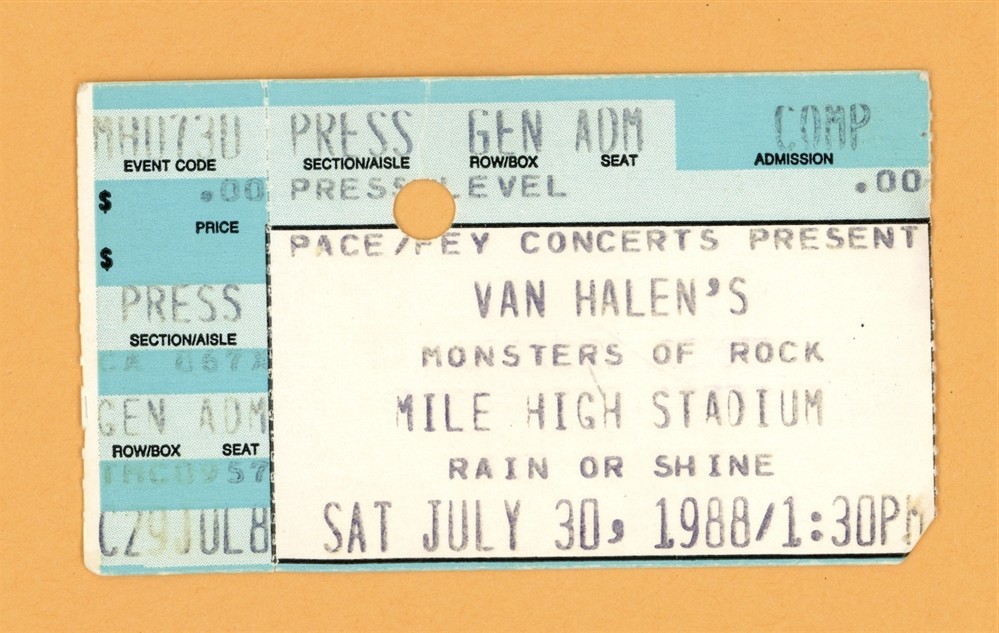 MH0730 PRESS GEN ADM COMP
EVENT CODE SECTION/AISLE ROW/BOX SEAT ADMISSION
$ .00 PRESS LEVEL .00
PRICE
PACE/FEY CONCERTS PRESENT
$
VAN HALEN'S
PRESS
SECTION/AISLE
MONSTERS OF ROCK
GEN ADM MILE HIGH STADIUM
ROW/BOX SEAT
RAIN OR SHINE
C29JUL8 SAT JULY 30, 1988/1:30PM